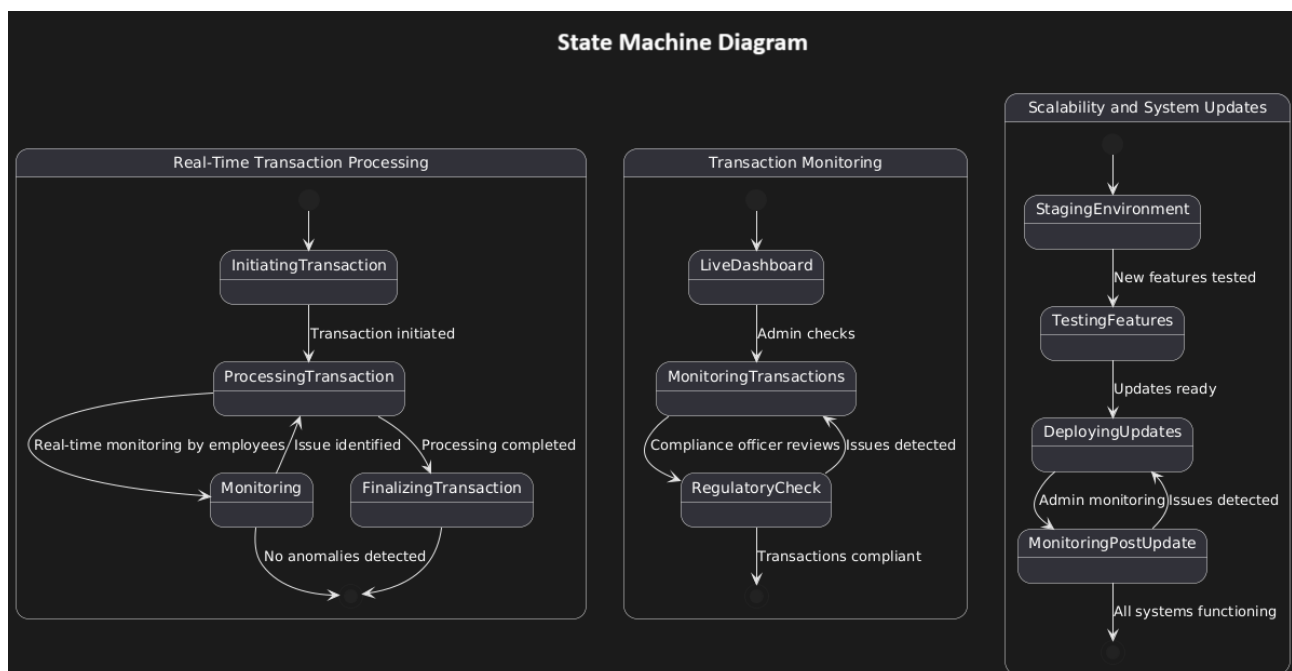 State Machine Diagram
Real-Time Transaction Processing
InitiatingTransaction
Transaction initiated
ProcessingTransaction
Real-time monitoring by employees
Issue identified
Processing completed
Monitoring
FinalizingTransaction
No anomalies detected
Transaction Monitoring
LiveDashboard
Admin checks
MonitoringTransactions
Compliance officer reviews
Issues detected
RegulatoryCheck
Transactions compliant
Scalability and System Updates
StagingEnvironment
New features tested
TestingFeatures
Updates ready
DeployingUpdates
Admin monitoring
Issues detected
MonitoringPostUpdate
All systems functioning